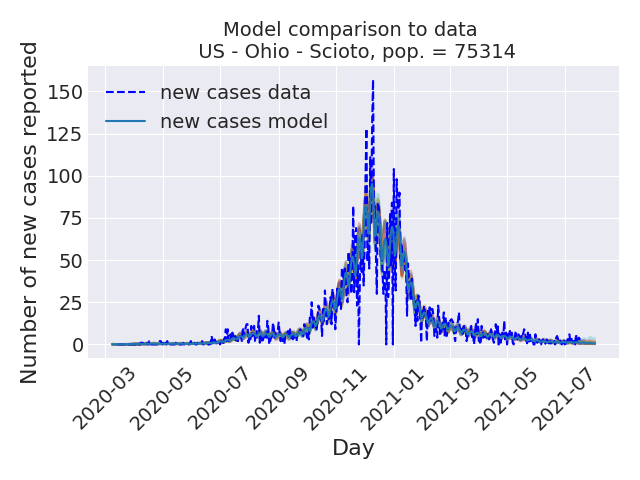 Model comparison to data
US - Ohio - Scioto, pop. = 75314
Number of new cases reported
150
125
100
75
50
25
0
new cases data
new cases model
2020-03
2020-05
2020-07
2020-09
2020-11
2021-01
2021-03
2021-05
2021-07
Day